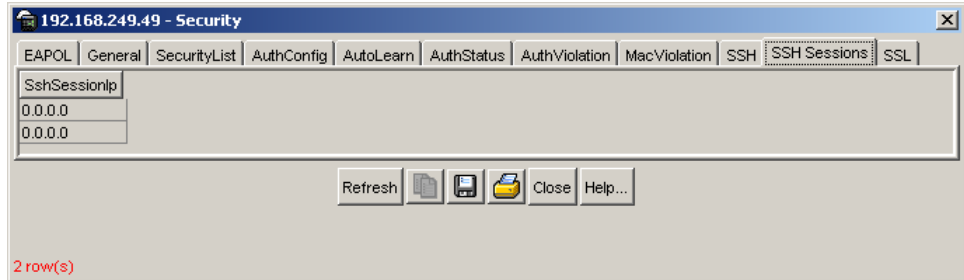 192.168.249.49 - Security
EAPOL General SecurityList AuthConfig AutoLearn AuthStatus AuthViolation MacViolation SSH SSH Sessions SSL
SshSessionIp
0.0.0.0
0.0.0.0
Refresh Close Help...
2 row(s)